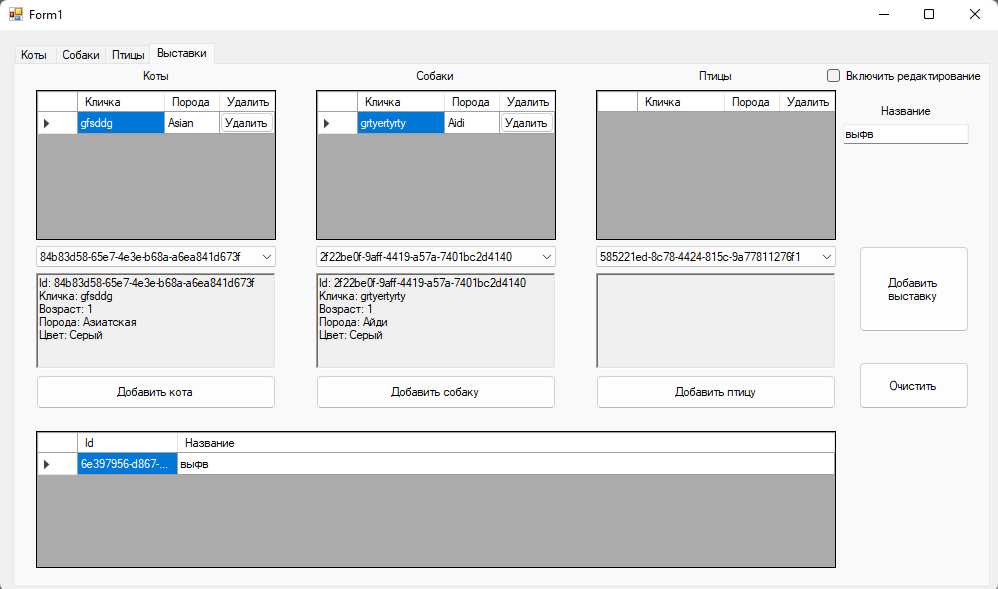 Form1
Коты Собаки Птицы Выставки
Коты Собаки Птицы Включить редактирование
Кличка Порода Удалить Кличка Порода Удалить Кличка Порода Удалить
Название
gfsddg Asian Удалить grtyertyrty Aidi Удалить
выфв
84b83d58-65e7-4e3e-b68a-a6ea841d673f 2f22be0f-9aff-4419-a57a-7401bc2d4140 585221ed-8c78-4424-815c-9a77811276f1
Id: 84b83d58-65e7-4e3e-b68a-a6ea841d673f
Кличка: gfsddg
Возраст: 1
Порода: Азиатская
Цвет: Серый
Id: 2f22be0f-9aff-4419-a57a-7401bc2d4140
Кличка: grtyertyrty
Возраст: 1
Порода: Айди
Цвет: Серый
Добавить
выставку
Добавить кота Добавить собаку Добавить птицу Очистить
Id Название
6e397956-d867-... выфв